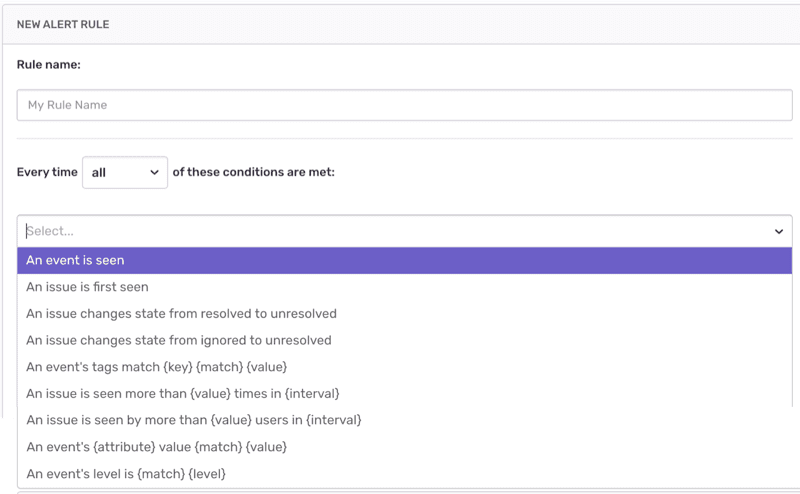 NEW ALERT RULE
Rule name:
My Rule Name
Every time all of these conditions are met:
Select...
An event is seen
An issue is first seen
An issue changes state from resolved to unresolved
An issue changes state from ignored to unresolved
An event's tags match {key} {match} {value}
An issue is seen more than {value} times in {interval}
An issue is seen by more than {value} users in {interval}
An event's {attribute} value {match} {value}
An event's level is {match} {level}